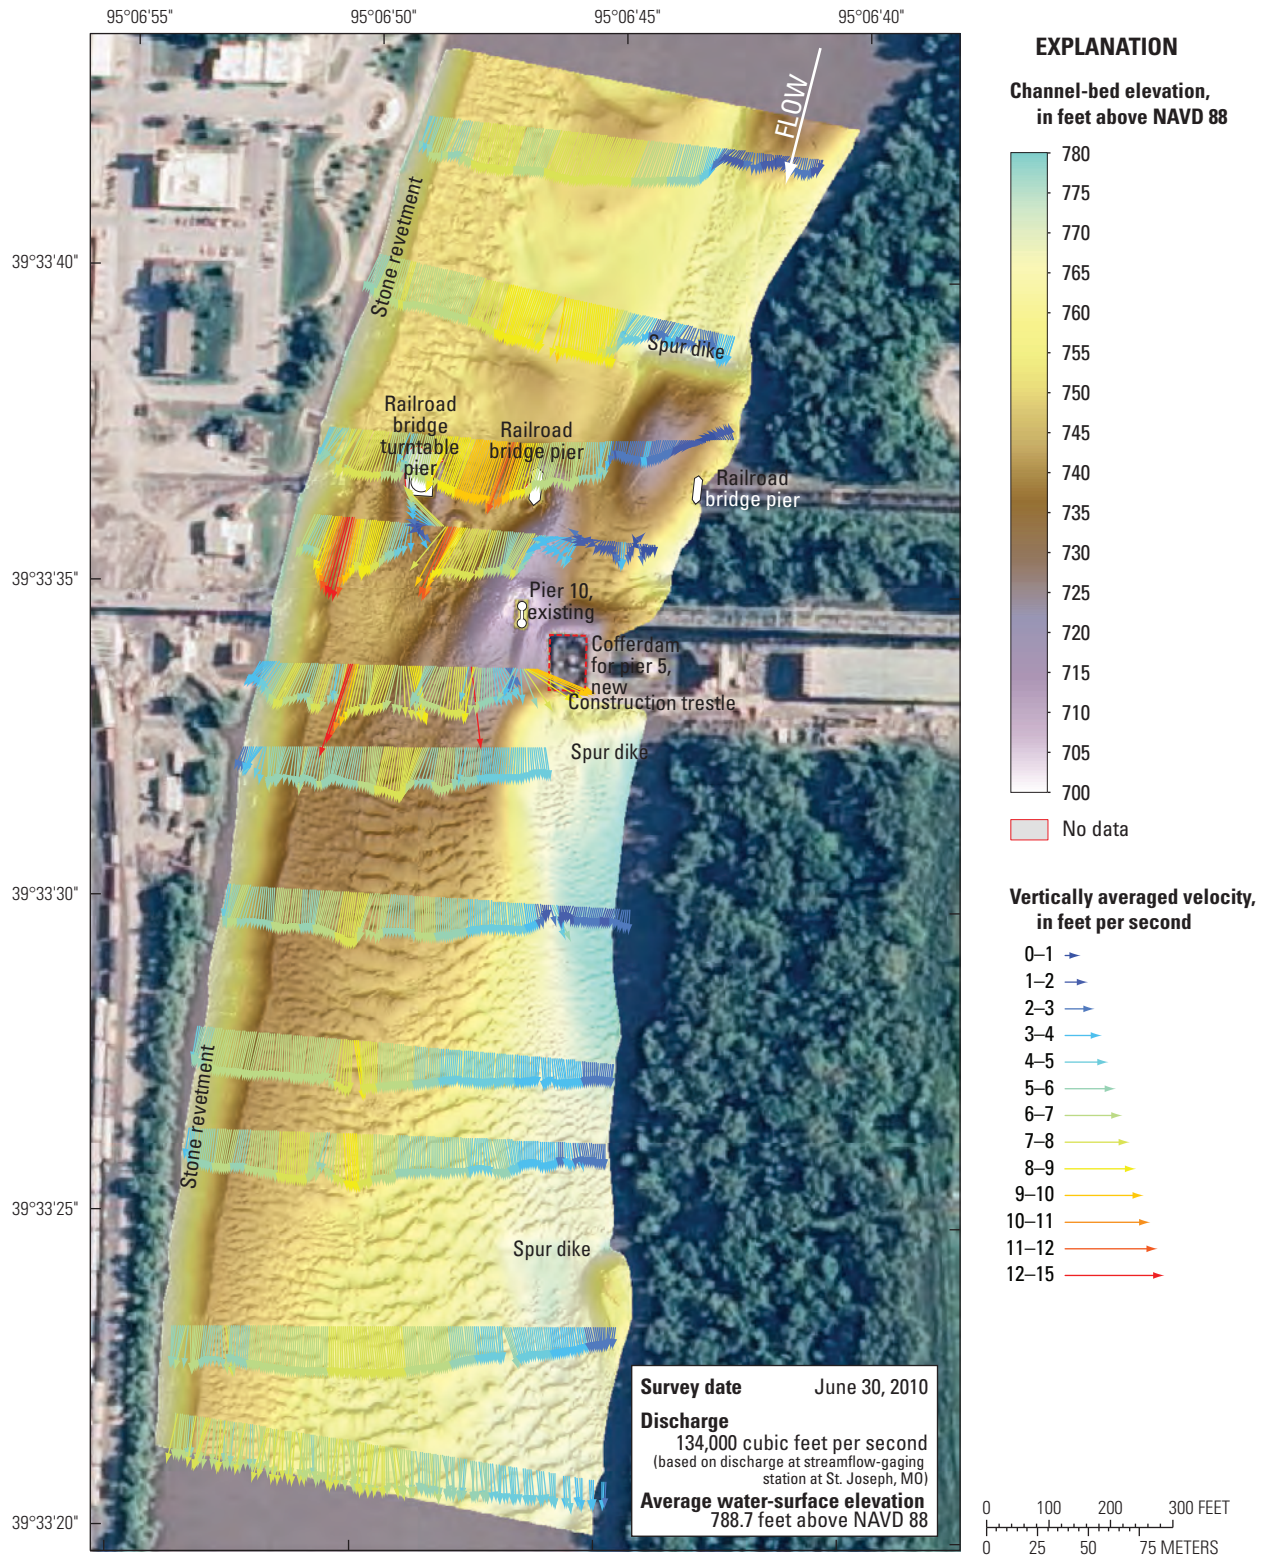 95°06'55"
95°06'50"
95°06'45"
95°06'40"
39°33'40"
39°33'35"
39°33'30"
39°33'25"
39°33'20"
FLOW
Stone revetment
Spur dike
Railroad
bridge
turntable
pier
Railroad
bridge pier
Railroad
bridge pier
Pier 10,
existing
Cofferdam
for pier 5,
new
Construction trestle
Spur dike
Stone revetment
Spur dike
Survey date June 30, 2010
Discharge
134,000 cubic feet per second
(based on discharge at streamflow-gaging
station at St. Joseph, MO)
Average water-surface elevation
788.7 feet above NAVD 88
EXPLANATION
Channel-bed elevation,
in feet above NAVD 88
780
775
770
765
760
755
750
745
740
735
730
725
720
715
710
705
700
No data
Vertically averaged velocity,
in feet per second
0–1
1–2
2–3
3–4
4–5
5–6
6–7
7–8
8–9
9–10
10–11
11–12
12–15
0 100 200 300 FEET
0 25 50 75 METERS